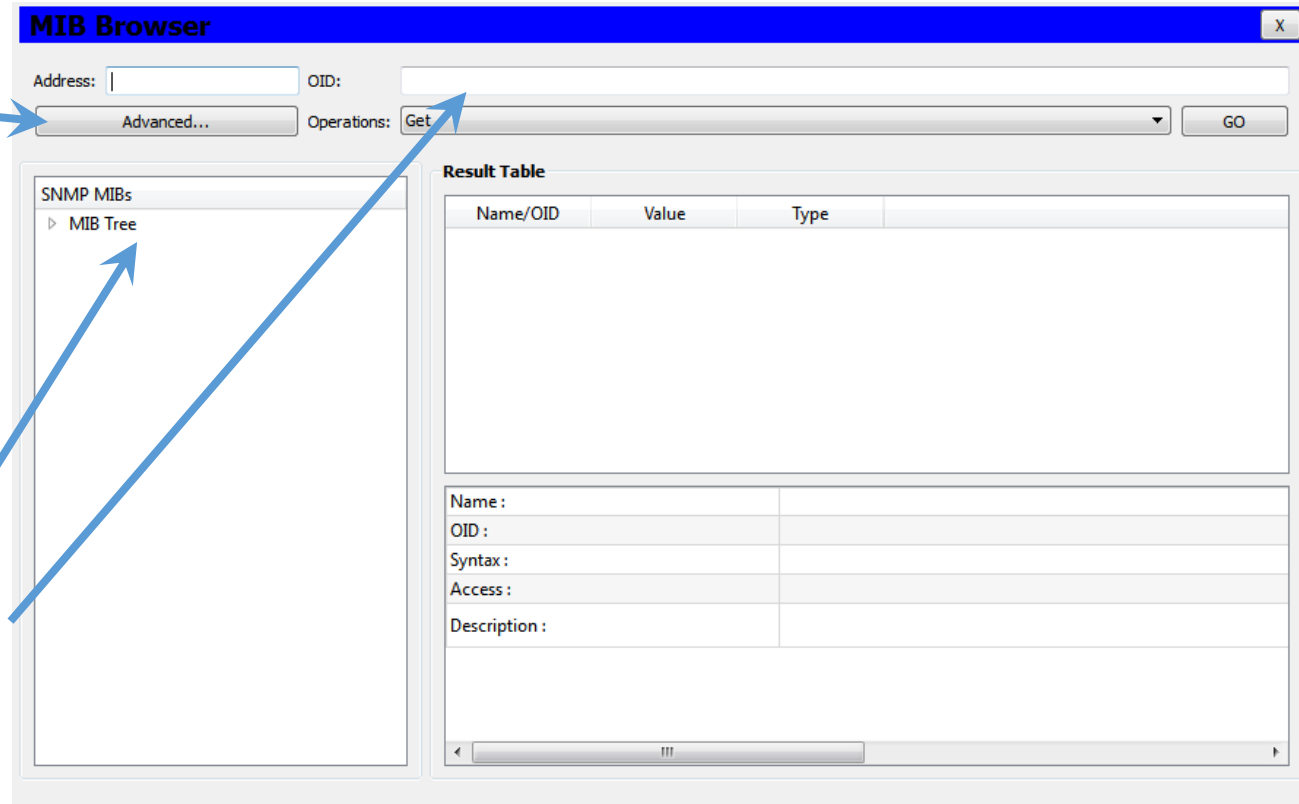 MIB Browser
X
Address:
OID:
Advanced...
Operations: Get
GO
SNMP MIBs
MIB Tree
Result Table
Name/OID Value Type
Name :
OID :
Syntax :
Access :
Description :